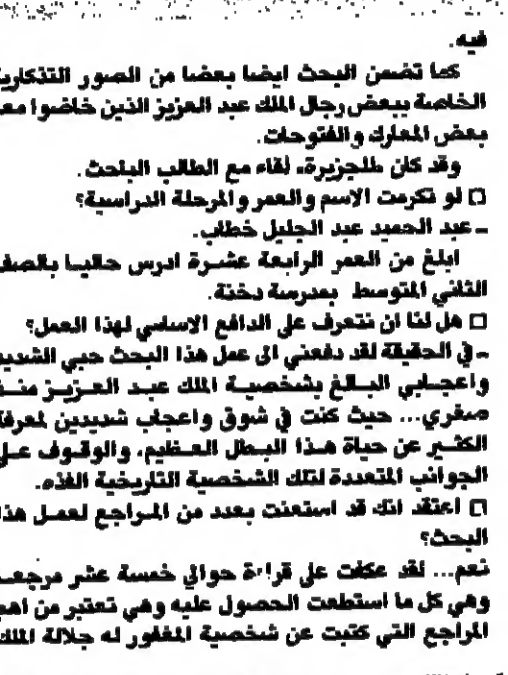 فيه.
كما تضمن البحث ايضا بعضا من الصور التذكارية
الخاصة ببعض رجال الملك عبد العزيز الذين خاضوا معه
بعض المعارك والفتوحات.
وقد كان للجزيرة، لقاء مع الطالب الباحث.
□ لو تكرمت الاسم والعمر والمرحلة الدراسية؟
ـ عبد الحميد عبد الجليل خطاب.
ابلغ من العمر الرابعة عشرة ادرس حاليا بالصف
الثاني المتوسط بمدرسة دخنة.
□ هل لنا ان نتعرف على الدافع الاساسي لهذا العمل؟
ـ في الحقيقة لقد دفعني الى عمل هذا البحث حبي الشديد
واعجابي البالغ بشخصية الملك عبد العزيز منذ
صغري... حيث كنت في شوق واعجاب شديدين لمعرفة
الكثير عن حياة هذا البطل العظيم، والوقوف على
الجوانب المتعددة لتلك الشخصية التاريخية الفذه.
□ اعتقد انك قد استعنت بعدد من المراجع لعمل هذا
البحث؟
نعم... لقد عكفت على قراءة حوالي خمسة عشر مرجعا
وهي كل ما استطعت الحصول عليه وهي تعتبر من اهم
المراجع التي كتبت عن شخصية المغفور له جلالة الملك